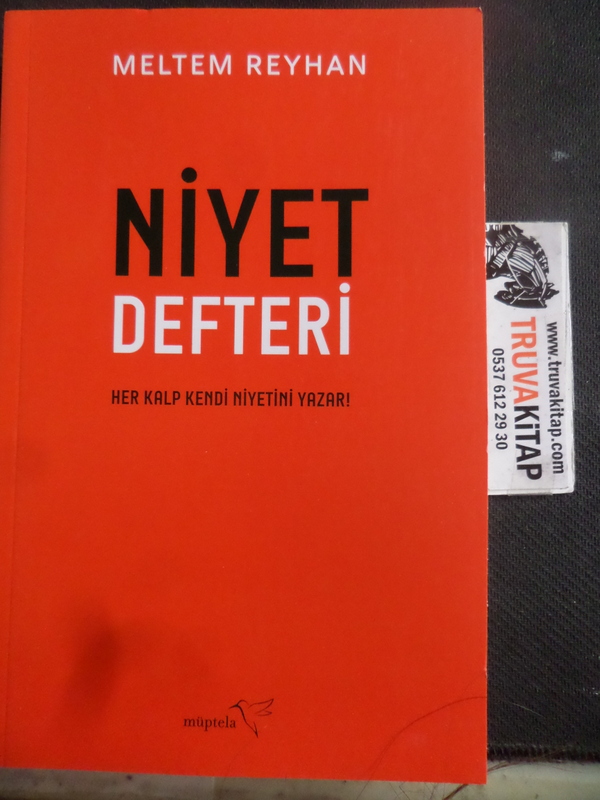 MELTEM REYHAN
NİYET
DEFTERİ
HER KALP KENDİ NİYETİNİ YAZAR!
müptela
www.truvakitap.com
TRUVAKİTAP
0537 612 29 30